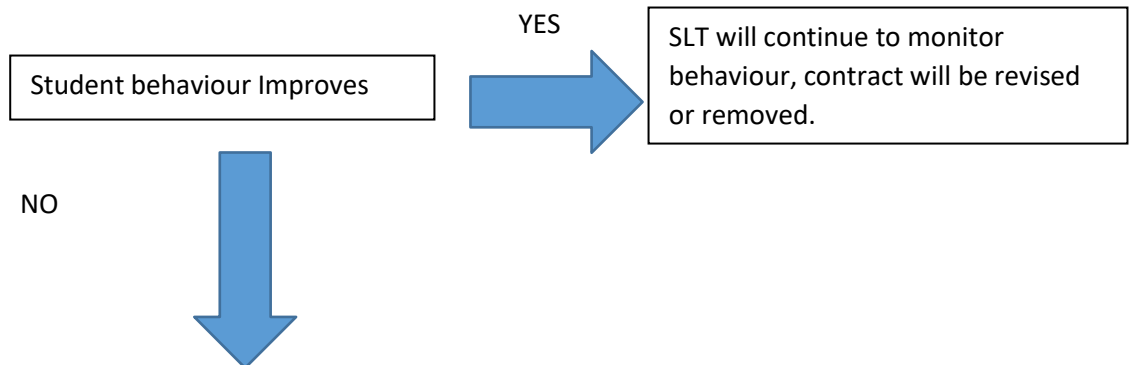 YES
Student behaviour Improves
SLT will continue to monitor
behaviour, contract will be revised
or removed.
NO